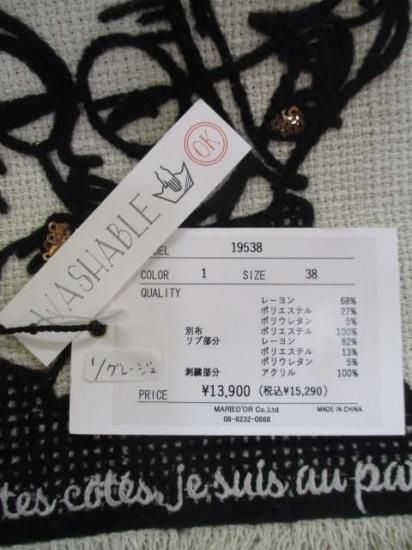 WASHABLE
OK
DEL 19538
COLOR 1 SIZE 38
QUALITY
レーヨン 68%
ポリエステル 27%
ポリウレタン 5%
別布 ポリエステル 100%
リブ部分 レーヨン 82%
ポリエステル 13%
ポリウレタン 5%
刺繍部分 アクリル 100%
PRICE ¥13,900 (税込¥15,290)
MARIED'OR Co.,Ltd. MADE IN CHINA
06-6232-0868
1/グレージュ
tes côtés, je suis au pa